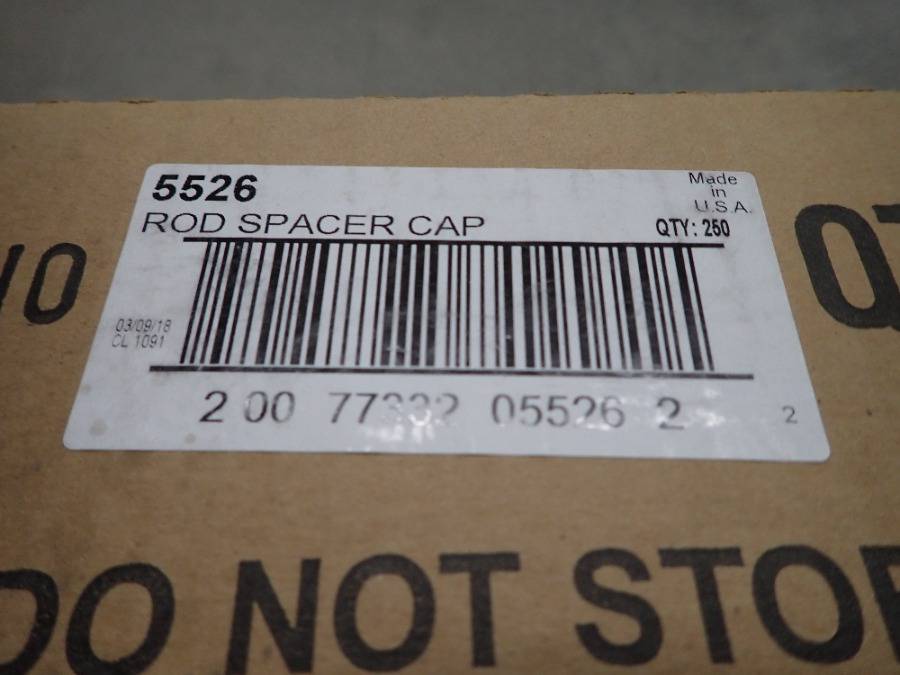 5526
Made
in
U.S.A.
ROD SPACER CAP
QTY: 250
10
03/09/18
CL 1091
2 00 77332 05526 2
2
DO NOT